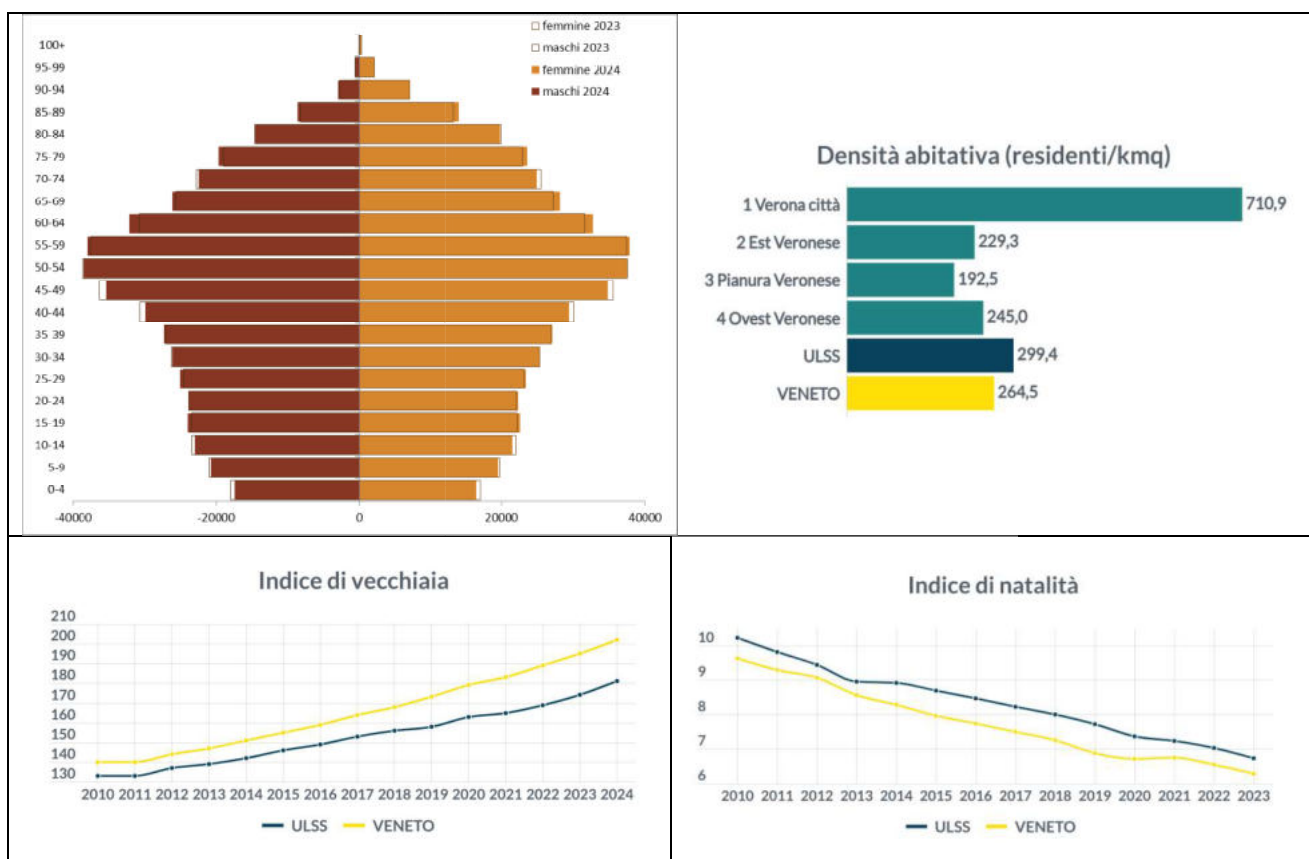 femmine 2023
maschi 2023
femmine 2024
maschi 2024
100+
95-99
90-94
85-89
80-84
75-79
70-74
65-69
60-64
55-59
50-54
45-49
40-44
35-39
30-34
25-29
20-24
15-19
10-14
5-9
0-4
-40000 -20000 0 20000 40000
Densità abitativa (residenti/kmq)
1 Verona città 710,9
2 Est Veronese 229,3
3 Pianura Veronese 192,5
4 Ovest Veronese 245,0
ULSS 299,4
VENETO 264,5
Indice di vecchiaia
210
200
190
180
170
160
150
140
130
2010 2011 2012 2013 2014 2015 2016 2017 2018 2019 2020 2021 2022 2023 2024
ULSS VENETO
Indice di natalità
10
9
8
7
6
2010 2011 2012 2013 2014 2015 2016 2017 2018 2019 2020 2021 2022 2023
ULSS VENETO